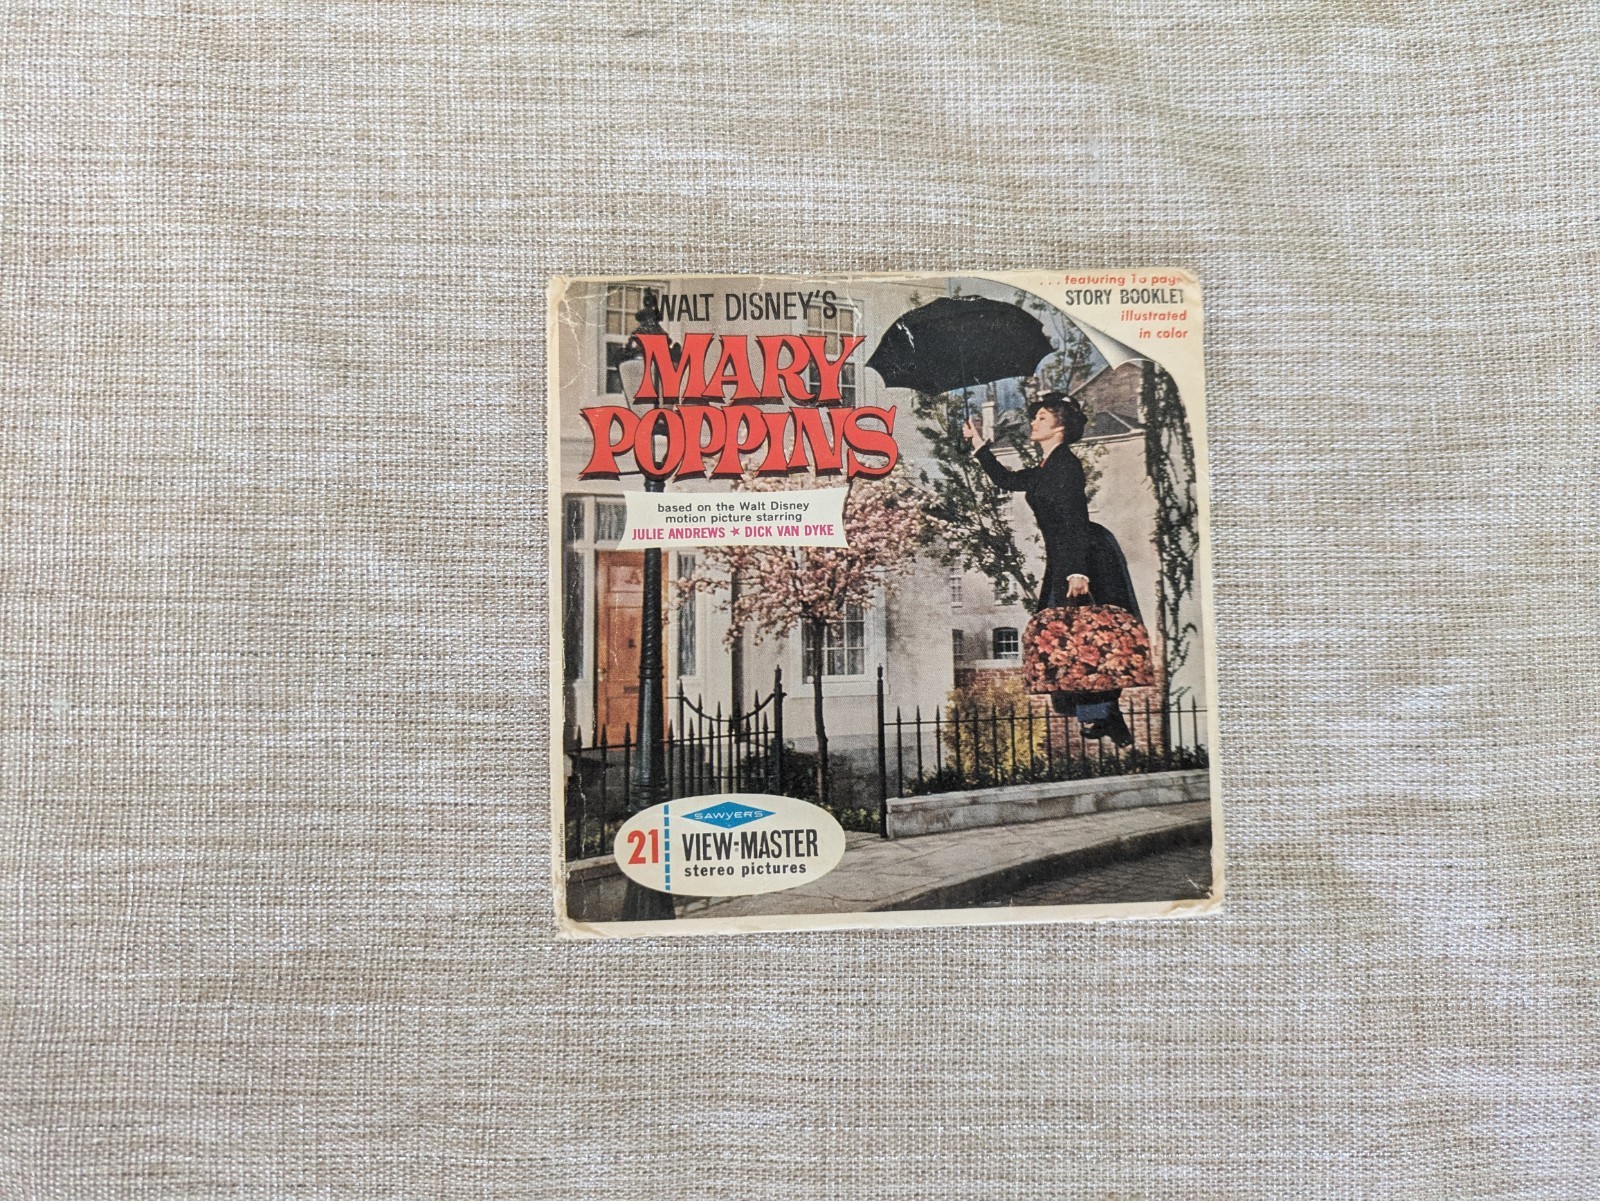 WALT DISNEY'S
MARY
POPPINS
... featuring
STORY BOOKLET
illustrated
in color
based on the Walt Disney
motion picture starring
JULIE ANDREWS ★ DICK VAN DYKE
21
SAWYER'S
VIEW-MASTER
stereo pictures